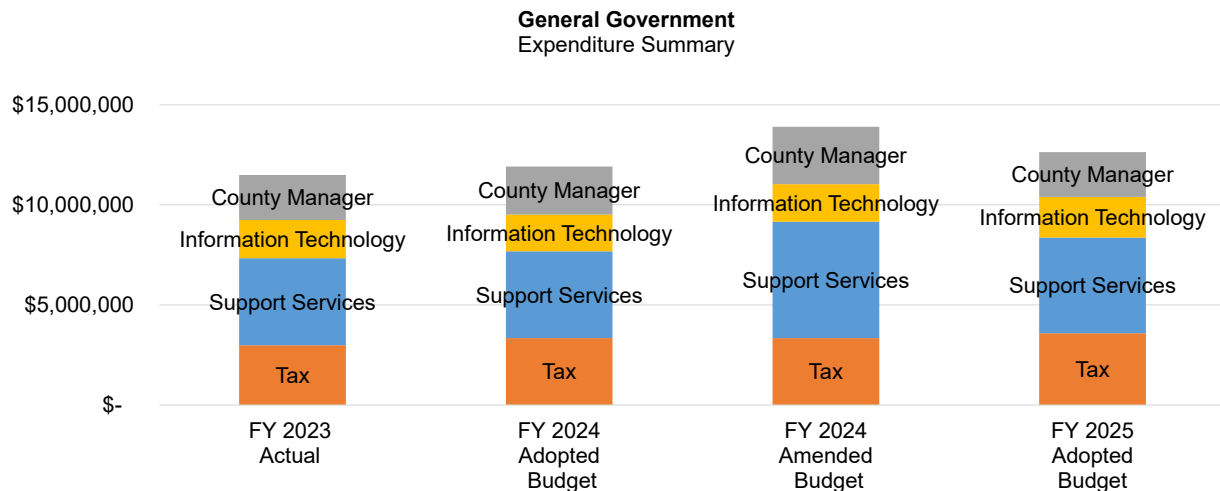 General Government
Expenditure Summary
$15,000,000
$10,000,000
$5,000,000
$-
County Manager
Information Technology
Support Services
Tax
County Manager
Information Technology
Support Services
Tax
County Manager
Information Technology
Support Services
Tax
County Manager
Information Technology
Support Services
Tax
FY 2023
Actual
FY 2024
Adopted
Budget
FY 2024
Amended
Budget
FY 2025
Adopted
Budget